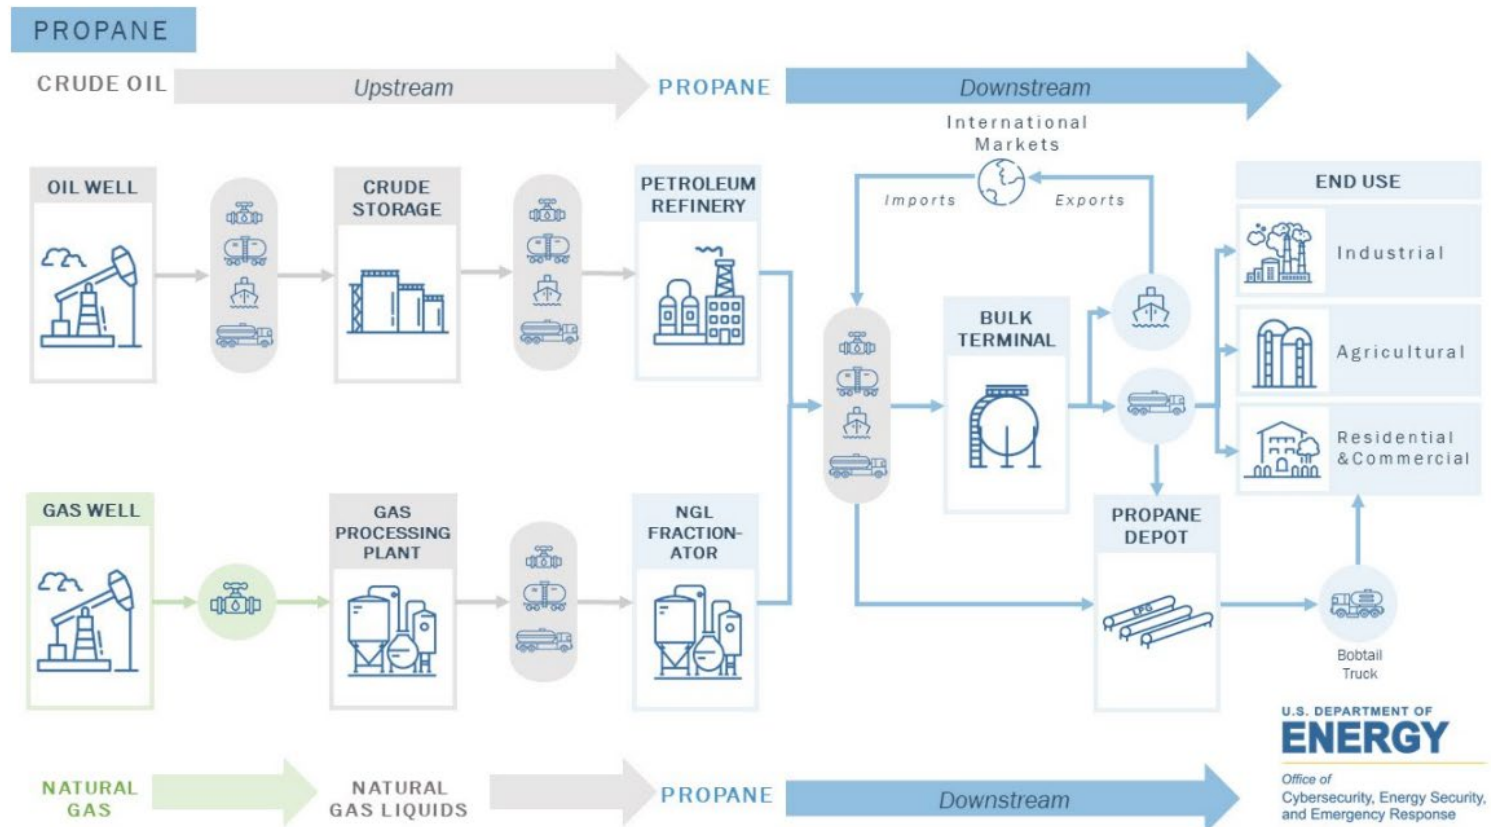 PROPANE
CRUDE OIL
Upstream
PROPANE
Downstream
International
Markets
Imports
Exports
OIL WELL
CRUDE
STORAGE
PETROLEUM
REFINERY
BULK
TERMINAL
END USE
Industrial
Agricultural
Residential
&Commercial
GAS WELL
GAS
PROCESSING
PLANT
NGL
FRACTION-
ATOR
PROPANE
DEPOT
LPG
Bobtail
Truck
NATURAL
GAS
NATURAL
GAS LIQUIDS
PROPANE
Downstream
U.S. DEPARTMENT OF
ENERGY
Office of
Cybersecurity, Energy Security,
and Emergency Response